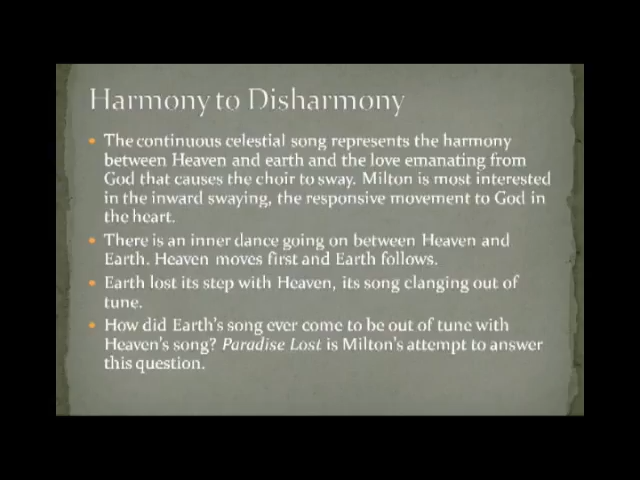 Harmony to Disharmony
• The continuous celestial song represents the harmony
between Heaven and earth and the love emanating from
God that causes the choir to sway. Milton is most interested
in the inward swaying, the responsive movement to God in
the heart.
• There is an inner dance going on between Heaven and
Earth. Heaven moves first and Earth follows.
• Earth lost its step with Heaven, its song clanging out of
tune.
• How did Earth's song ever come to be out of tune with
Heaven's song? Paradise Lost is Milton's attempt to answer
this question.